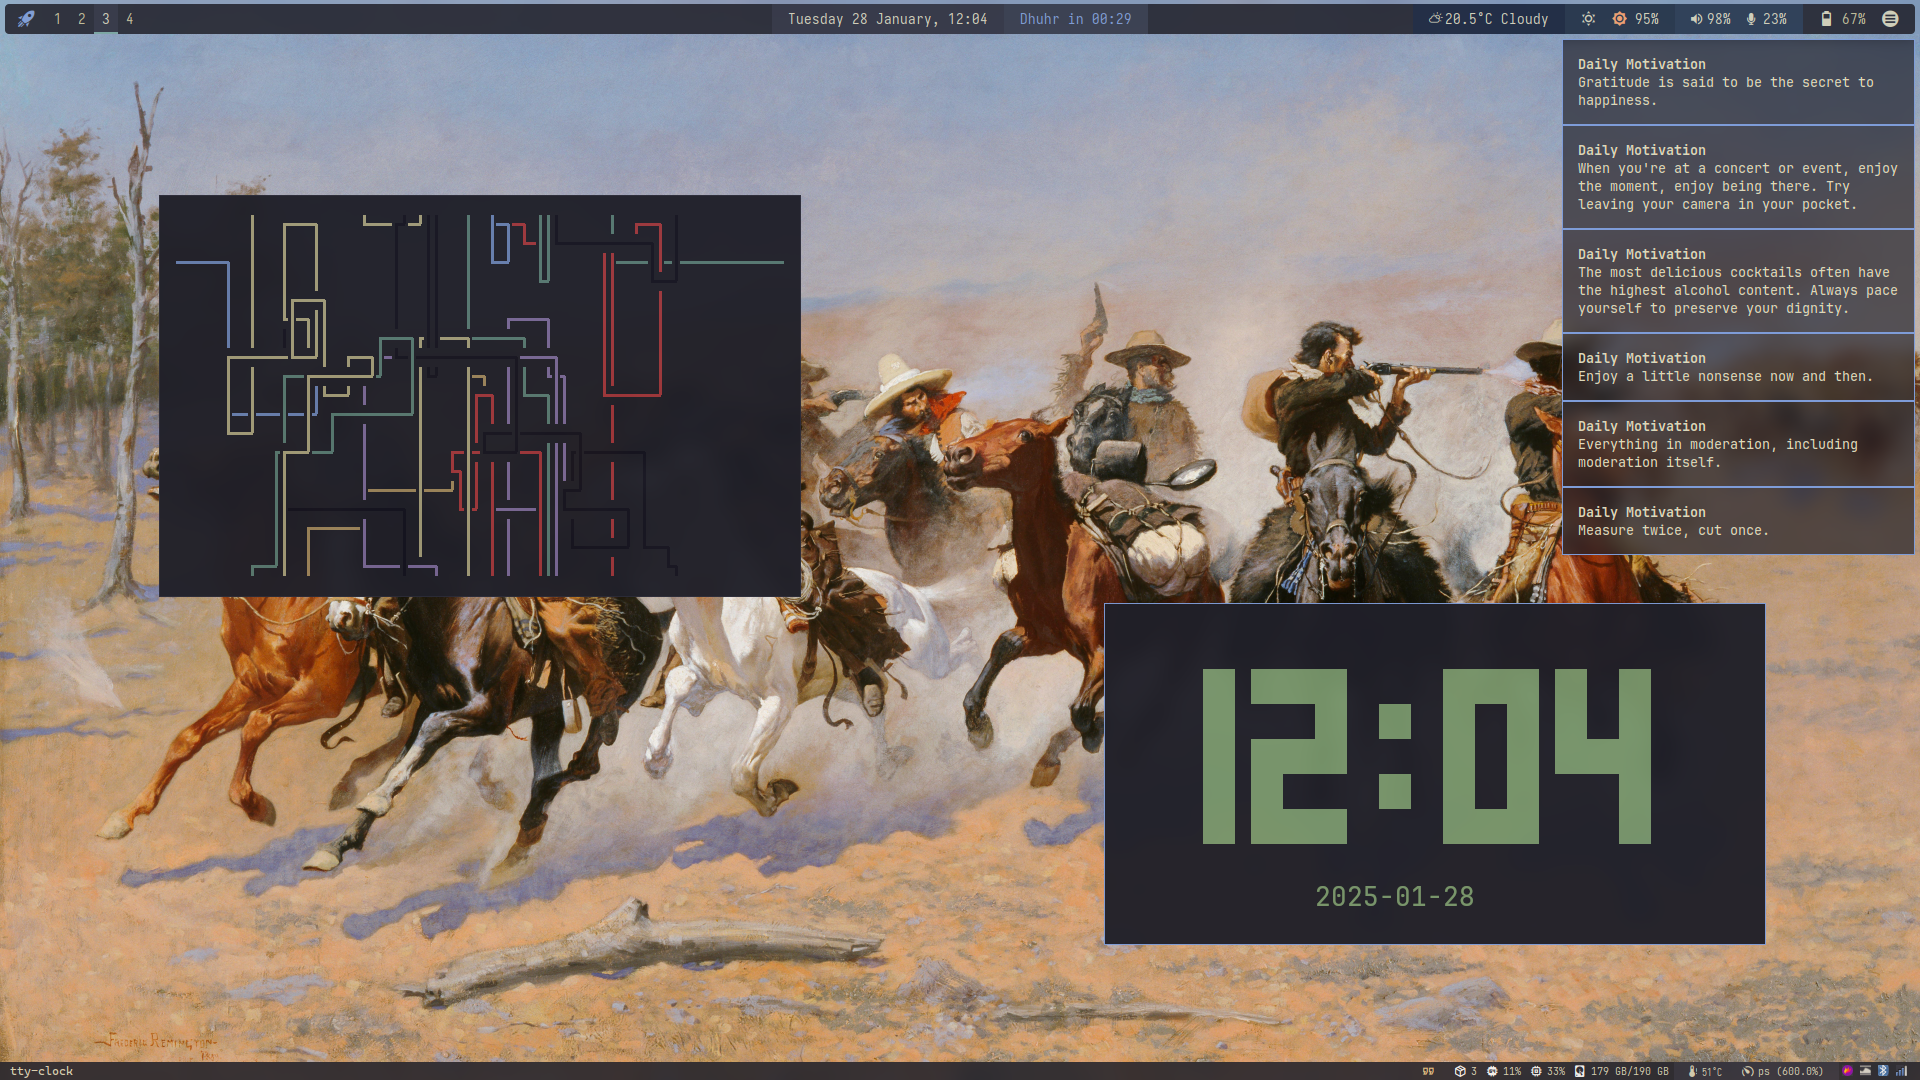 1 2 3 4
Tuesday 28 January, 12:04
Dhuhr in 00:29
20.5°C Cloudy
95%
98% 23%
67%
Daily Motivation
Gratitude is said to be the secret to
happiness.
Daily Motivation
When you're at a concert or event, enjoy
the moment, enjoy being there. Try
leaving your camera in your pocket.
Daily Motivation
The most delicious cocktails often have
the highest alcohol content. Always pace
yourself to preserve your dignity.
Daily Motivation
Enjoy a little nonsense now and then.
Daily Motivation
Everything in moderation, including
moderation itself.
Daily Motivation
Measure twice, cut once.
12:04
2025-01-28
Frederic Remington-
tty-clock
3 11% 33% 179 GB/190 GB
51°C
ps (600.0%)